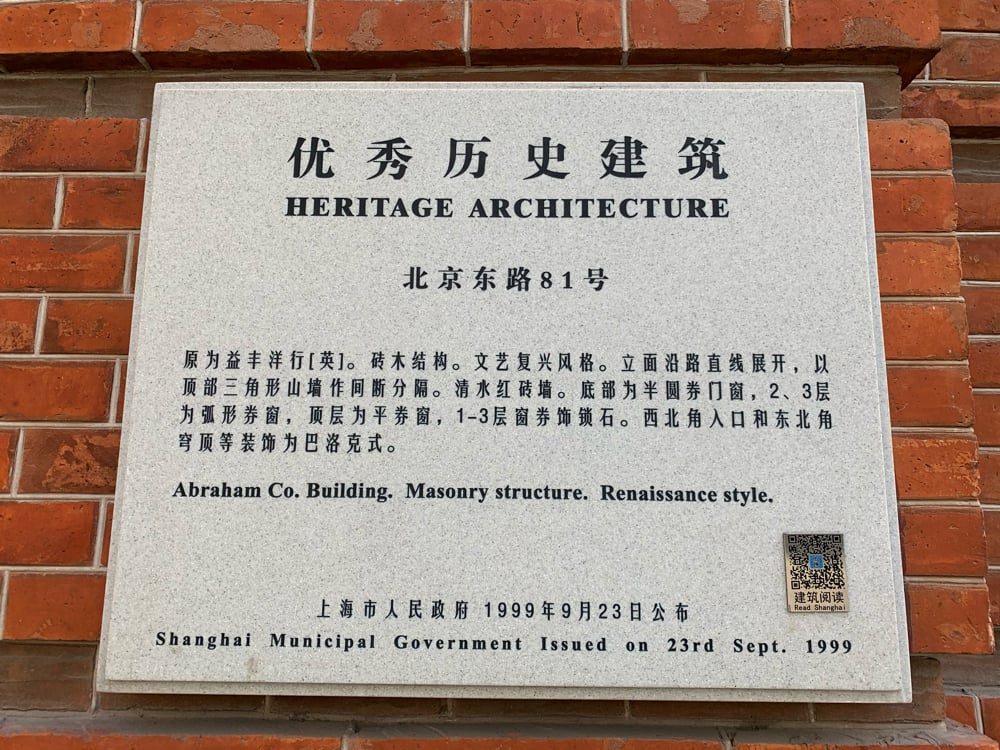 优秀历史建筑
HERITAGE ARCHITECTURE
北京东路81号
原为益丰洋行[英]。砖木结构。文艺复兴风格。立面沿路直线展开，以
顶部三角形山墙作间断分隔。清水红砖墙。底部为半圆券门窗，2、3层
为弧形券窗，顶层为平券窗，1-3层窗券饰锁石。西北角入口和东北角
穹顶等装饰为巴洛克式。
Abraham Co. Building. Masonry structure. Renaissance style.
建筑阅读
Read Shanghai
上海市人民政府 1999年9月23日公布
Shanghai Municipal Government Issued on 23rd Sept. 1999